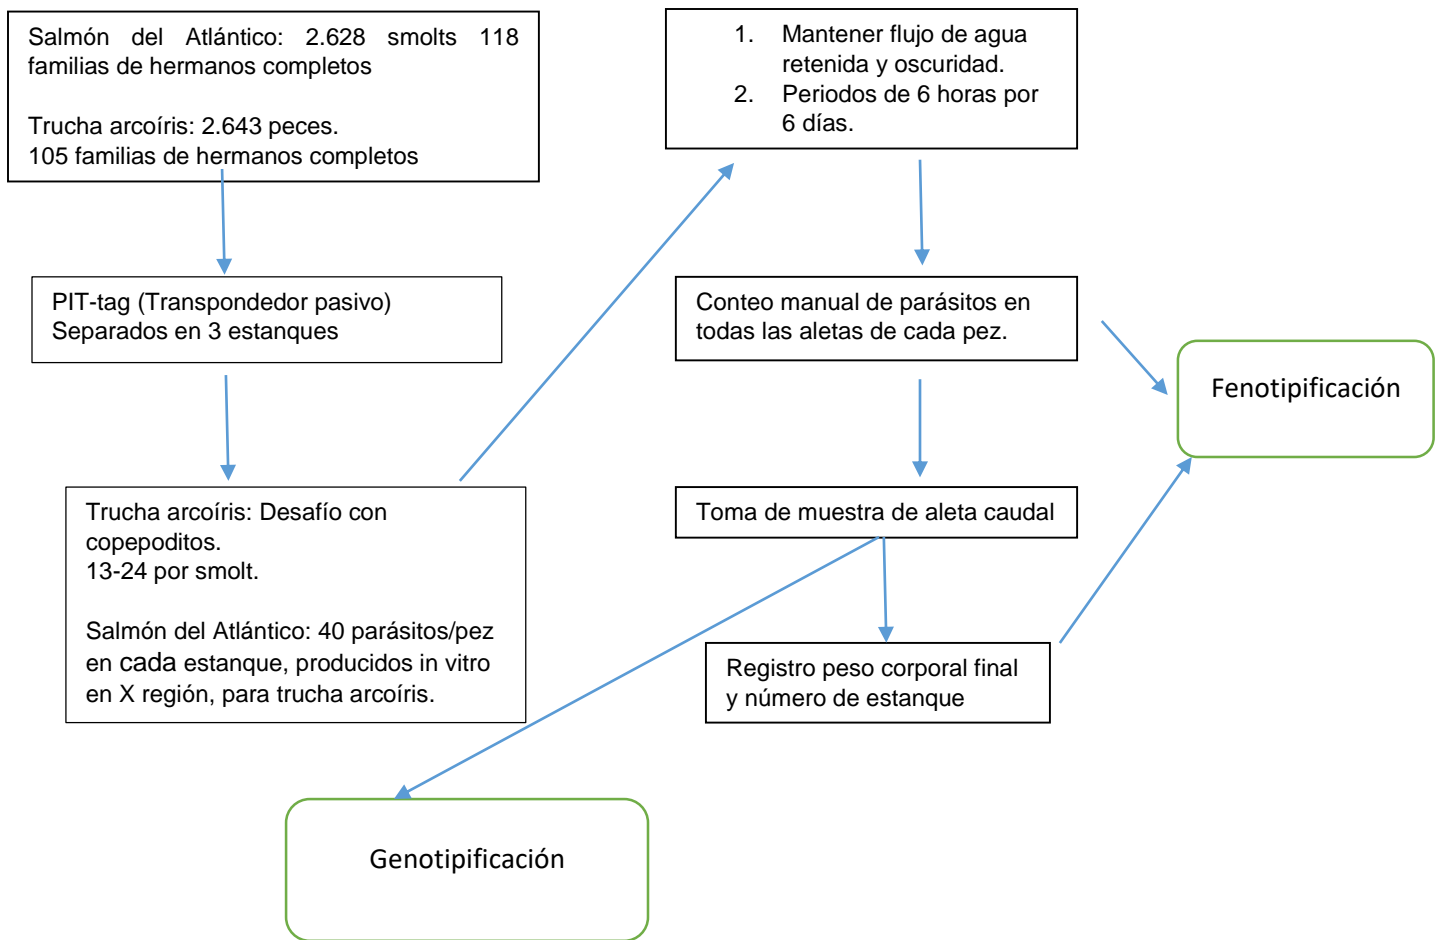 Salmón del Atlántico: 2.628 smolts 118
familias de hermanos completos
Trucha arcoíris: 2.643 peces.
105 familias de hermanos completos
PIT-tag (Transpondedor pasivo)
Separados en 3 estanques
Trucha arcoíris: Desafío con
copepoditos.
13-24 por smolt.
Salmón del Atlántico: 40 parásitos/pez
en cada estanque, producidos in vitro
en X región, para trucha arcoíris.
1. Mantener flujo de agua
retenida y oscuridad.
2. Periodos de 6 horas por
6 días.
Conteo manual de parásitos en
todas las aletas de cada pez.
Toma de muestra de aleta caudal
Registro peso corporal final
y número de estanque
Fenotipificación
Genotipificación